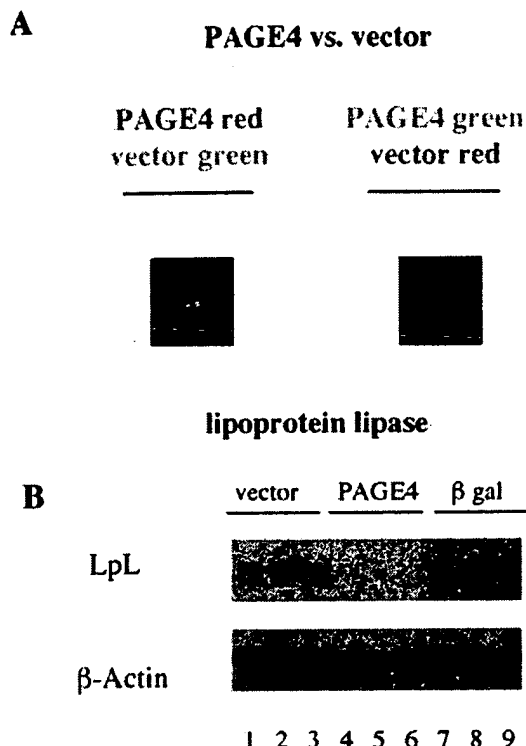 A
PAGE4 vs. vector
PAGE4 red
vector green
PAGE4 green
vector red
lipoprotein lipase
B
vector PAGE4 β gal
LpL
β-Actin
1 2 3 4 5 6 7 8 9